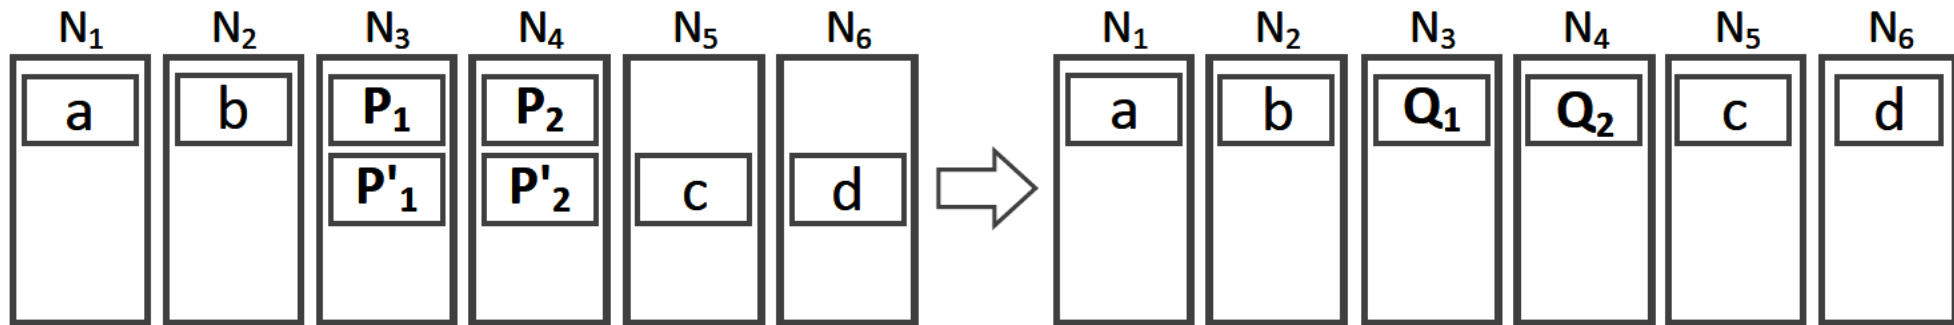 N₁ N₂ N₃ N₄ N₅ N₆ N₁ N₂ N₃ N₄ N₅ N₆
a b P₁ P₂ a b Q₁ Q₂ c d
P'₁ P'₂ c d